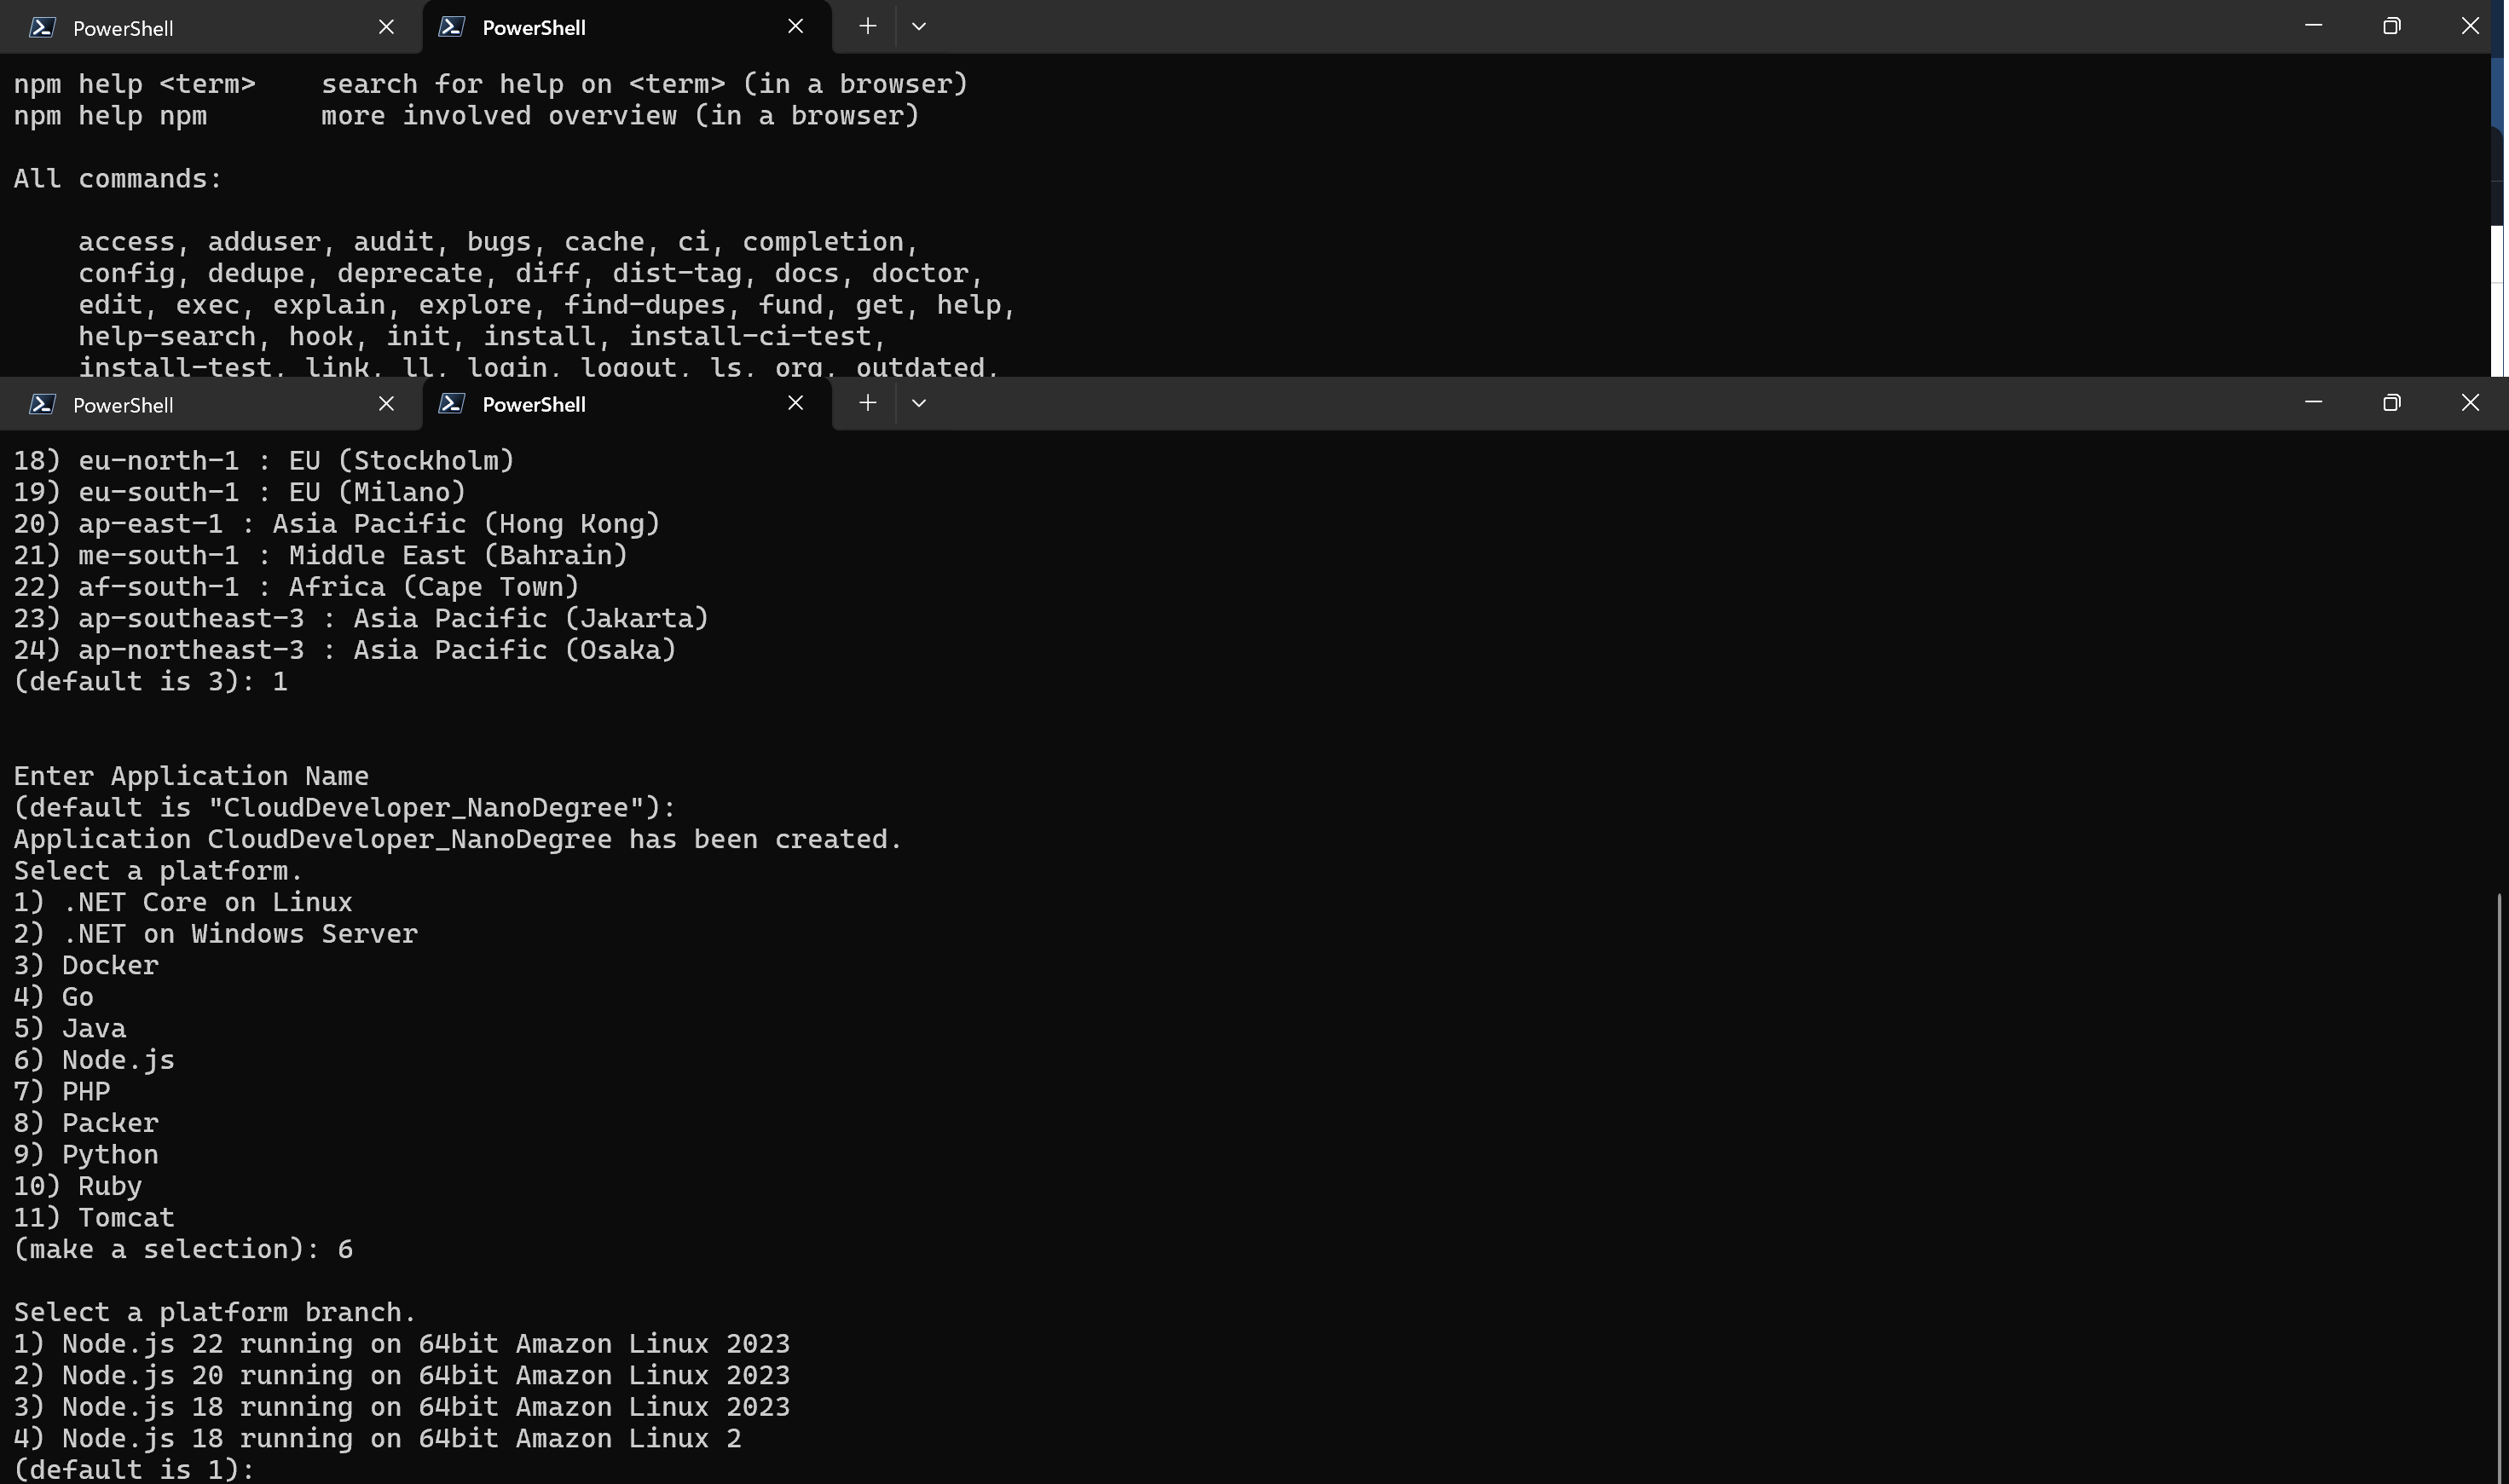 PowerShell PowerShell
npm help <term>    search for help on <term> (in a browser)
npm help npm       more involved overview (in a browser)
All commands:
access, adduser, audit, bugs, cache, ci, completion,
config, dedupe, deprecate, diff, dist-tag, docs, doctor,
edit, exec, explain, explore, find-dupes, fund, get, help,
help-search, hook, init, install, install-ci-test,
install-test, link, ll, login, logout, ls, org, outdated,
PowerShell PowerShell
18) eu-north-1 : EU (Stockholm)
19) eu-south-1 : EU (Milano)
20) ap-east-1 : Asia Pacific (Hong Kong)
21) me-south-1 : Middle East (Bahrain)
22) af-south-1 : Africa (Cape Town)
23) ap-southeast-3 : Asia Pacific (Jakarta)
24) ap-northeast-3 : Asia Pacific (Osaka)
(default is 3): 1
Enter Application Name
(default is "CloudDeveloper_NanoDegree"):
Application CloudDeveloper_NanoDegree has been created.
Select a platform.
1) .NET Core on Linux
2) .NET on Windows Server
3) Docker
4) Go
5) Java
6) Node.js
7) PHP
8) Packer
9) Python
10) Ruby
11) Tomcat
(make a selection): 6
Select a platform branch.
1) Node.js 22 running on 64bit Amazon Linux 2023
2) Node.js 20 running on 64bit Amazon Linux 2023
3) Node.js 18 running on 64bit Amazon Linux 2023
4) Node.js 18 running on 64bit Amazon Linux 2
(default is 1):